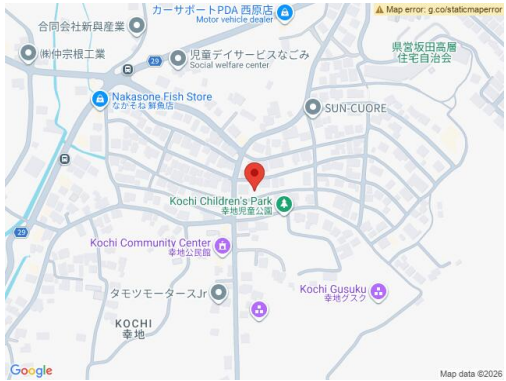 カーサポートPDA 西原店
Motor vehicle dealer
Map error: g.co/staticmaperror
合同会社新興産業
㈱仲宗根工業
児童デイサービスなごみ
Social welfare center
県営坂田高層
住宅自治会
29
Nakasone Fish Store
なかそね鮮魚店
SUN-CUORE
Kochi Children's Park
幸地児童公園
29
Kochi Community Center
幸地公民館
タモツモータースJr
Kochi Gusuku
幸地グスク
KOCHI
幸地
Google
Map data ©2026